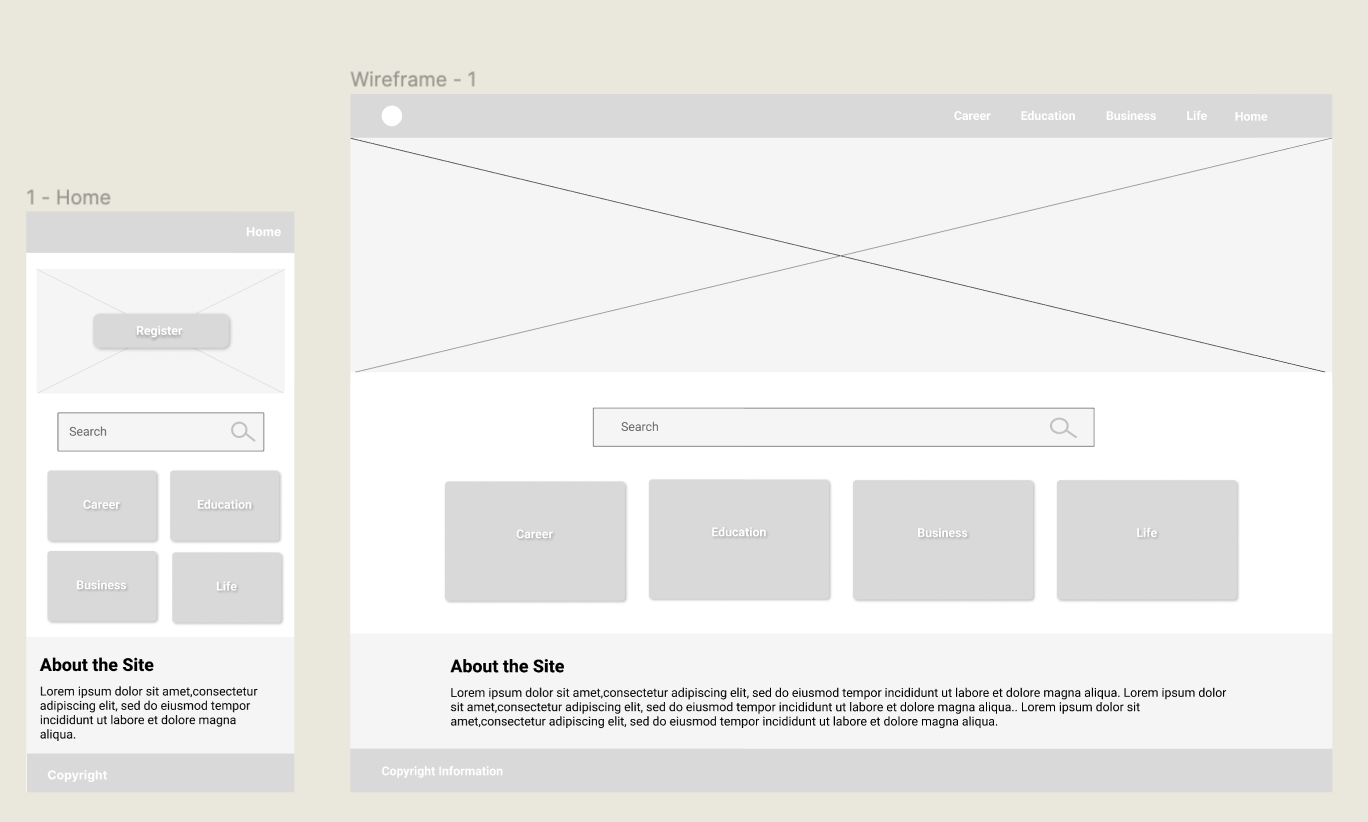 1 - Home
Home
Register
Search
Career
Education
Business
Life
About the Site
Lorem ipsum dolor sit amet,consectetur
adipiscing elit, sed do eiusmod tempor
incididunt ut labore et dolore magna
aliqua.
Copyright
Wireframe - 1
Career Education Business Life Home
Search
Career
Education
Business
Life
About the Site
Lorem ipsum dolor sit amet,consectetur adipiscing elit, sed do eiusmod tempor incididunt ut labore et dolore magna aliqua. Lorem ipsum dolor
sit amet,consectetur adipiscing elit, sed do eiusmod tempor incididunt ut labore et dolore magna aliqua.. Lorem ipsum dolor sit
amet,consectetur adipiscing elit, sed do eiusmod tempor incididunt ut labore et dolore magna aliqua.
Copyright Information